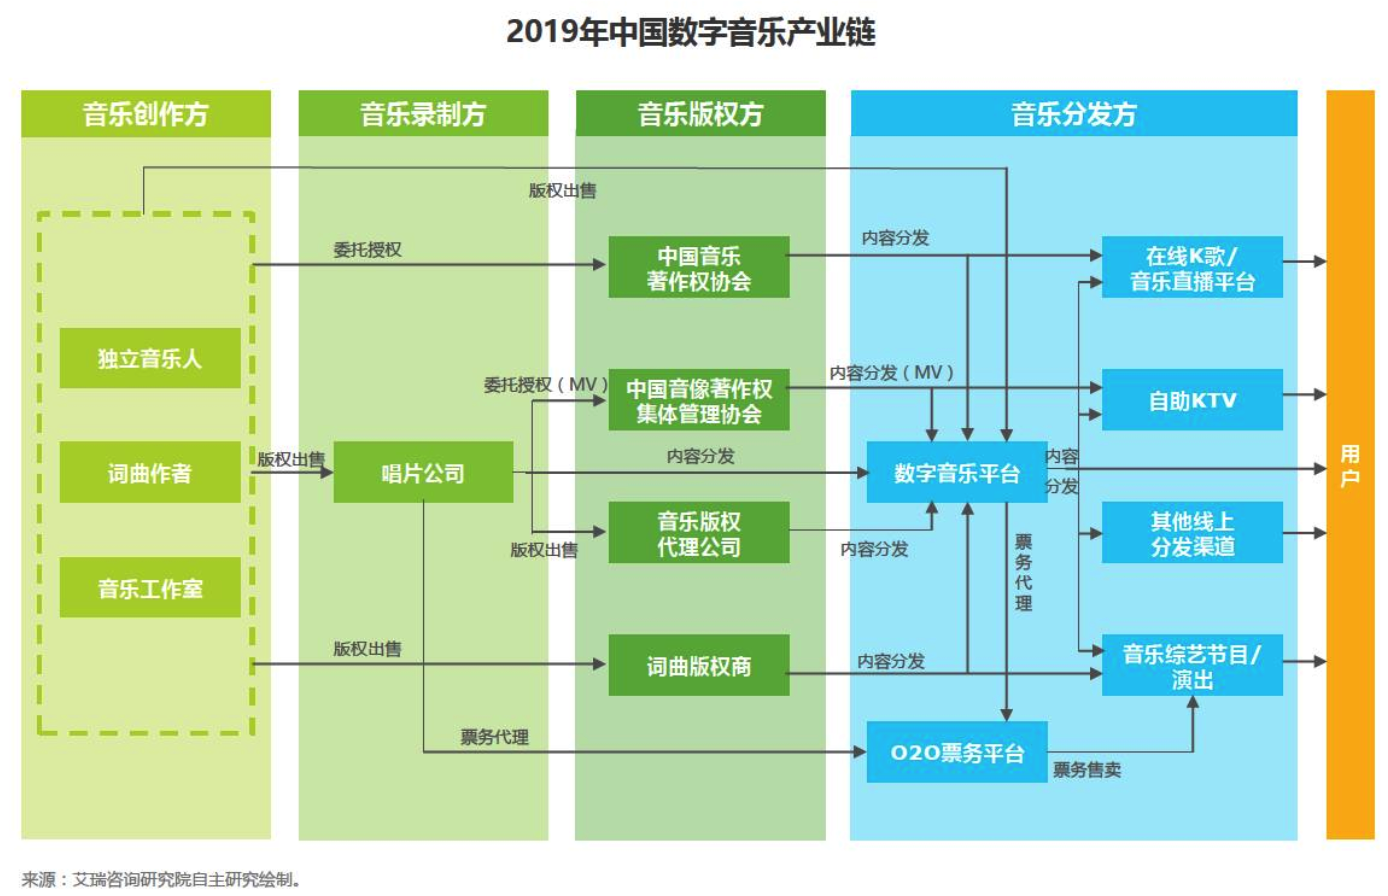 2019年中国数字音乐产业链
音乐创作方
音乐录制方
音乐版权方
音乐分发方
版权出售
委托授权
内容分发
中国音乐
著作权协会
在线K歌/
音乐直播平台
独立音乐人
委托授权（MV）
中国音像著作权
集体管理协会
内容分发（MV）
自助KTV
词曲作者
版权出售
唱片公司
内容分发
数字音乐平台
内容
分发
用
户
版权出售
音乐版权
代理公司
内容分发
票
务
代
理
其他线上
分发渠道
音乐工作室
版权出售
词曲版权商
内容分发
音乐综艺节目/
演出
票务代理
O2O票务平台
票务售卖
来源：艾瑞咨询研究院自主研究绘制。